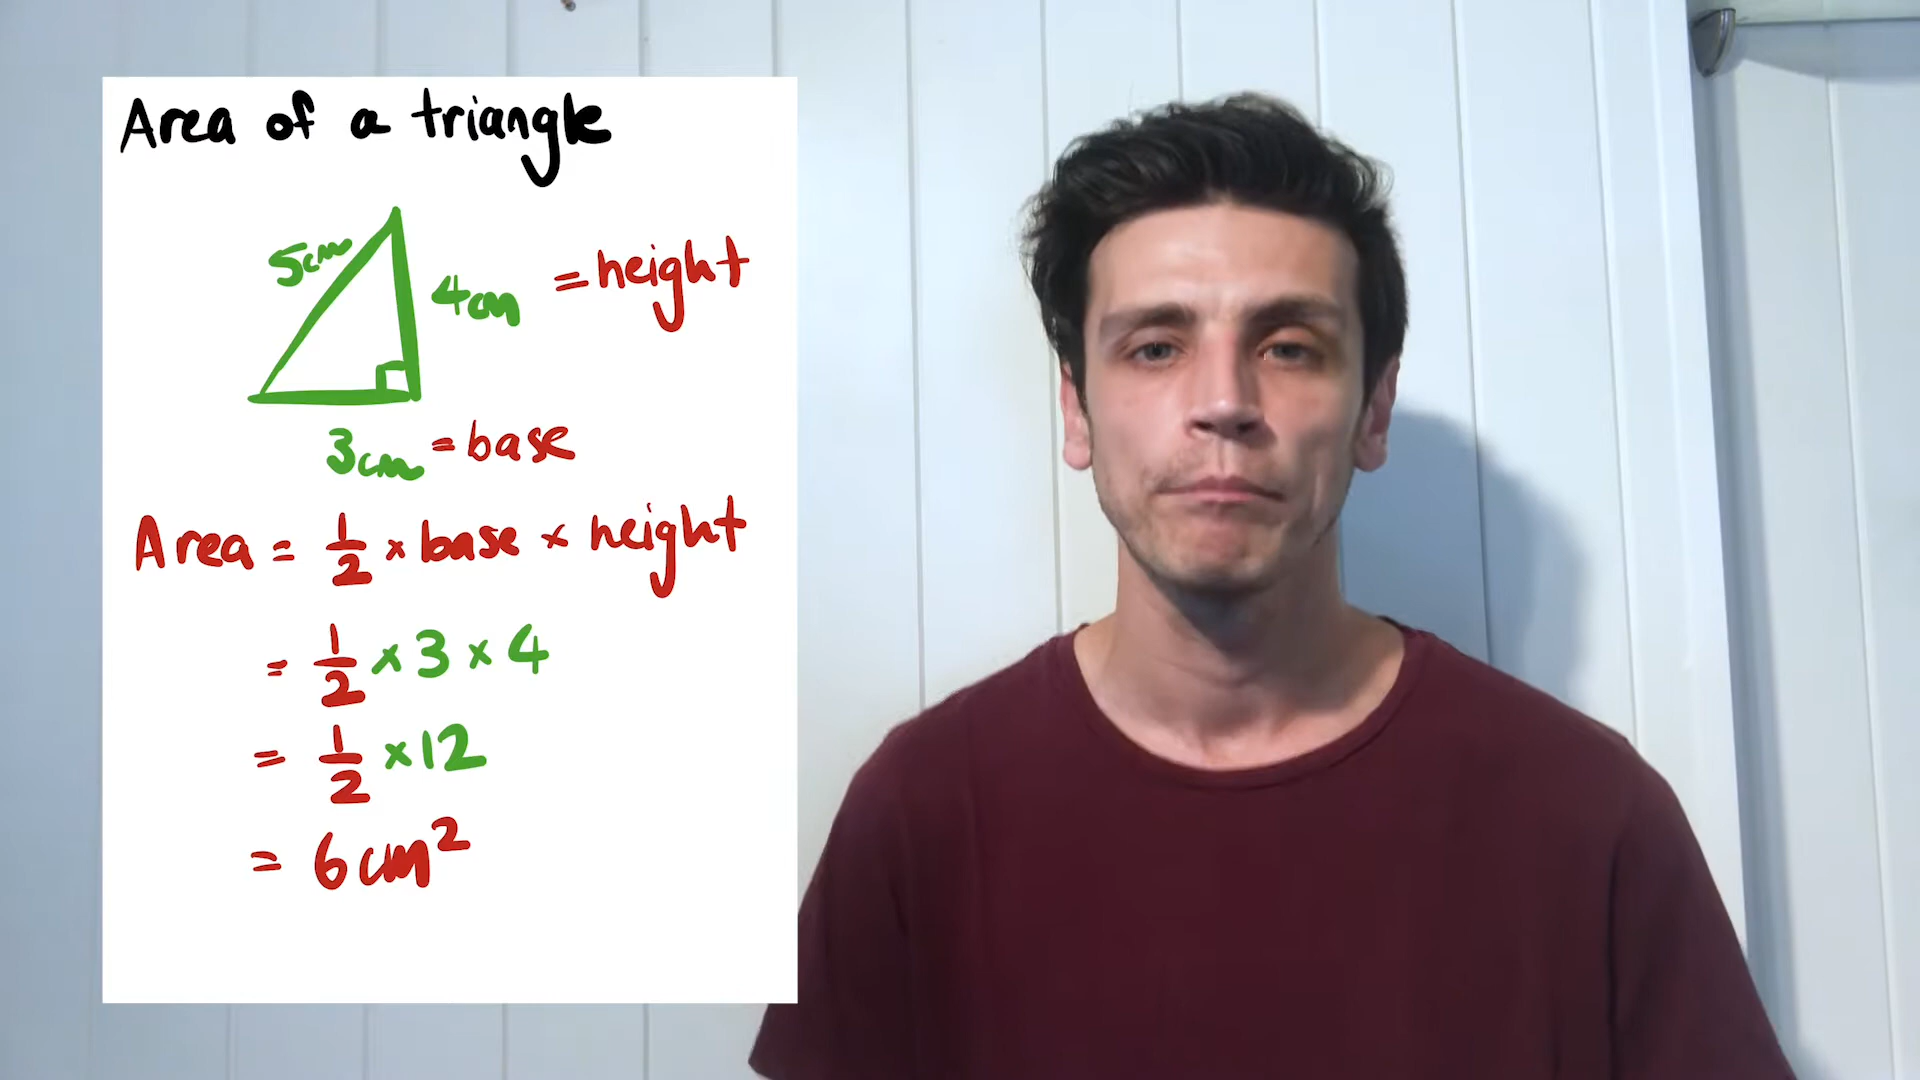 Area of a triangle
5cm
4cm = height
3cm = base
Area = 1/2 × base × height
= 1/2 × 3 × 4
= 1/2 × 12
= 6cm²